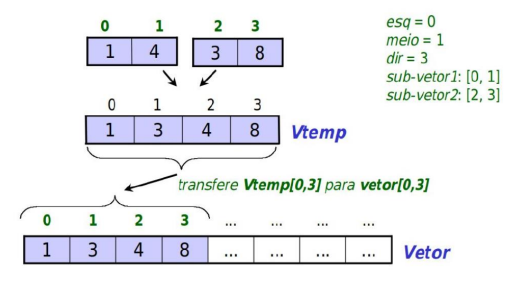 0 1 2 3
1 4 3 8
esq = 0
meio = 1
dir = 3
sub-vetor1: [0, 1]
sub-vetor2: [2, 3]
0 1 2 3
1 3 4 8 Vtemp
transfere Vtemp[0,3] para vetor[0,3]
0 1 2 3 ... ... ... ...
1 3 4 8 ... ... ... ... Vetor